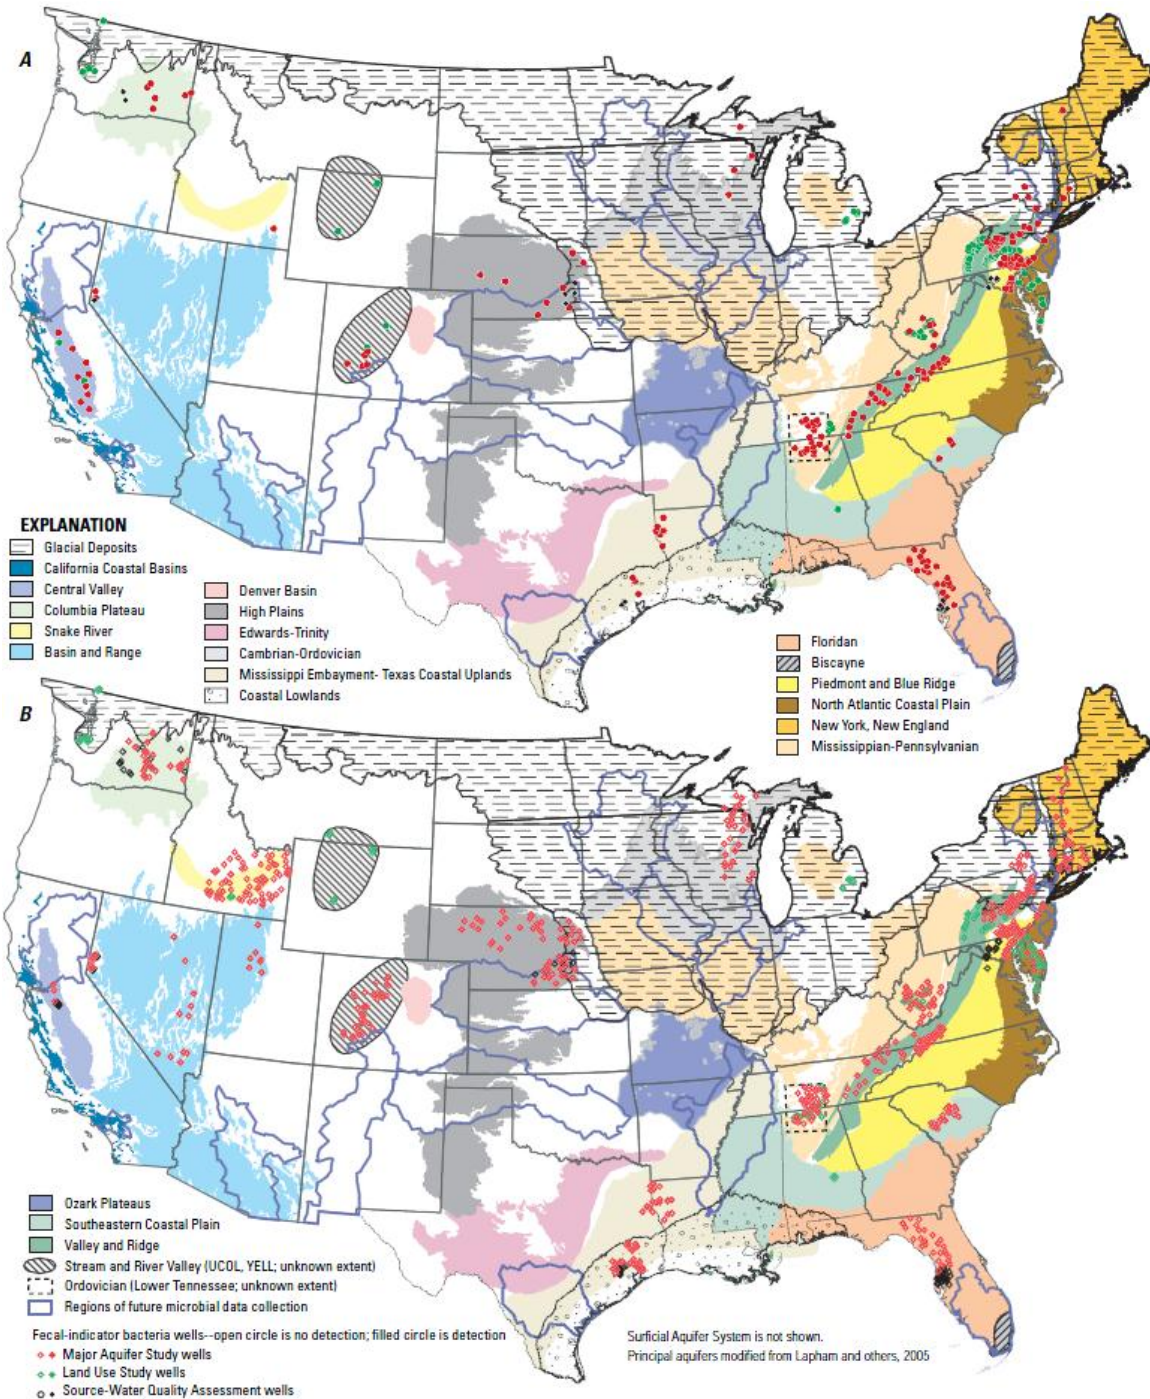 A
EXPLANATION
Glacial Deposits
California Coastal Basins
Central Valley
Columbia Plateau
Snake River
Basin and Range
Denver Basin
High Plains
Edwards-Trinity
Cambrian-Ordovician
Mississippi Embayment- Texas Coastal Uplands
Coastal Lowlands
Floridan
Biscayne
Piedmont and Blue Ridge
North Atlantic Coastal Plain
New York, New England
Mississippian-Pennsylvanian
B
Ozark Plateaus
Southeastern Coastal Plain
Valley and Ridge
Stream and River Valley (UCOL, YELL; unknown extent)
Ordovician (Lower Tennessee; unknown extent)
Regions of future microbial data collection
Fecal-indicator bacteria wells--open circle is no detection; filled circle is detection
Major Aquifer Study wells
Land Use Study wells
Source-Water Quality Assessment wells
Surficial Aquifer System is not shown.
Principal aquifers modified from Lapham and others, 2005